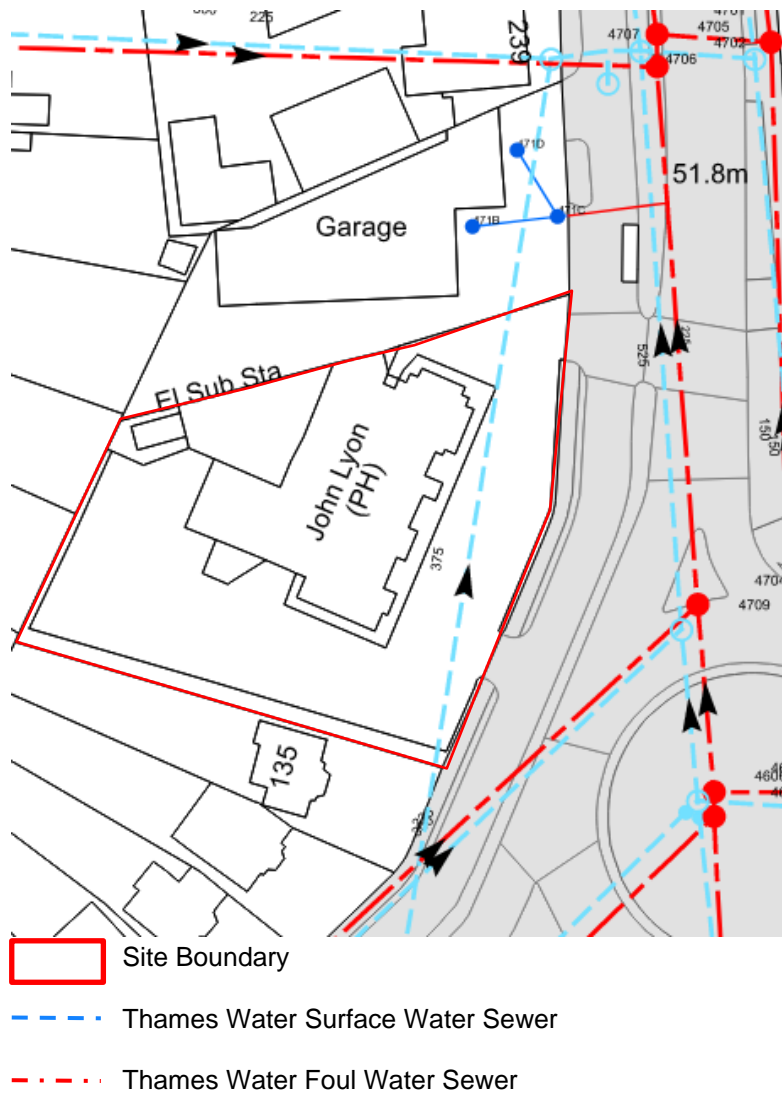 225
239
4707
4705
4702
4706
471D
51.8m
471B
471C
Garage
225
525
El Sub Sta
John Lyon
(PH)
150
150
375
4704
4709
135
Site Boundary
Thames Water Surface Water Sewer
Thames Water Foul Water Sewer